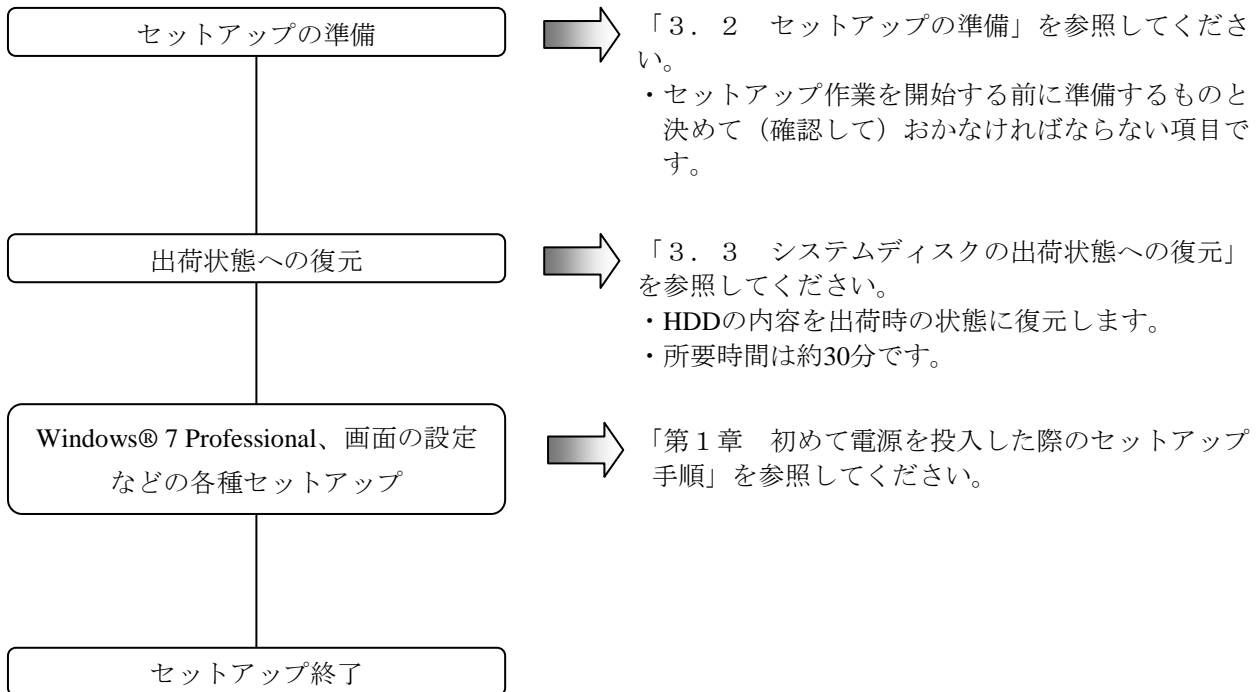 セットアップの準備
「３．２　セットアップの準備」を参照してくださ
い。
・セットアップ作業を開始する前に準備するものと
決めて（確認して）おかなければならない項目で
す。
出荷状態への復元
「３．３　システムディスクの出荷状態への復元」
を参照してください。
・HDDの内容を出荷時の状態に復元します。
・所要時間は約30分です。
Windows® 7 Professional、画面の設定
などの各種セットアップ
「第１章　初めて電源を投入した際のセットアップ
手順」を参照してください。
セットアップ終了